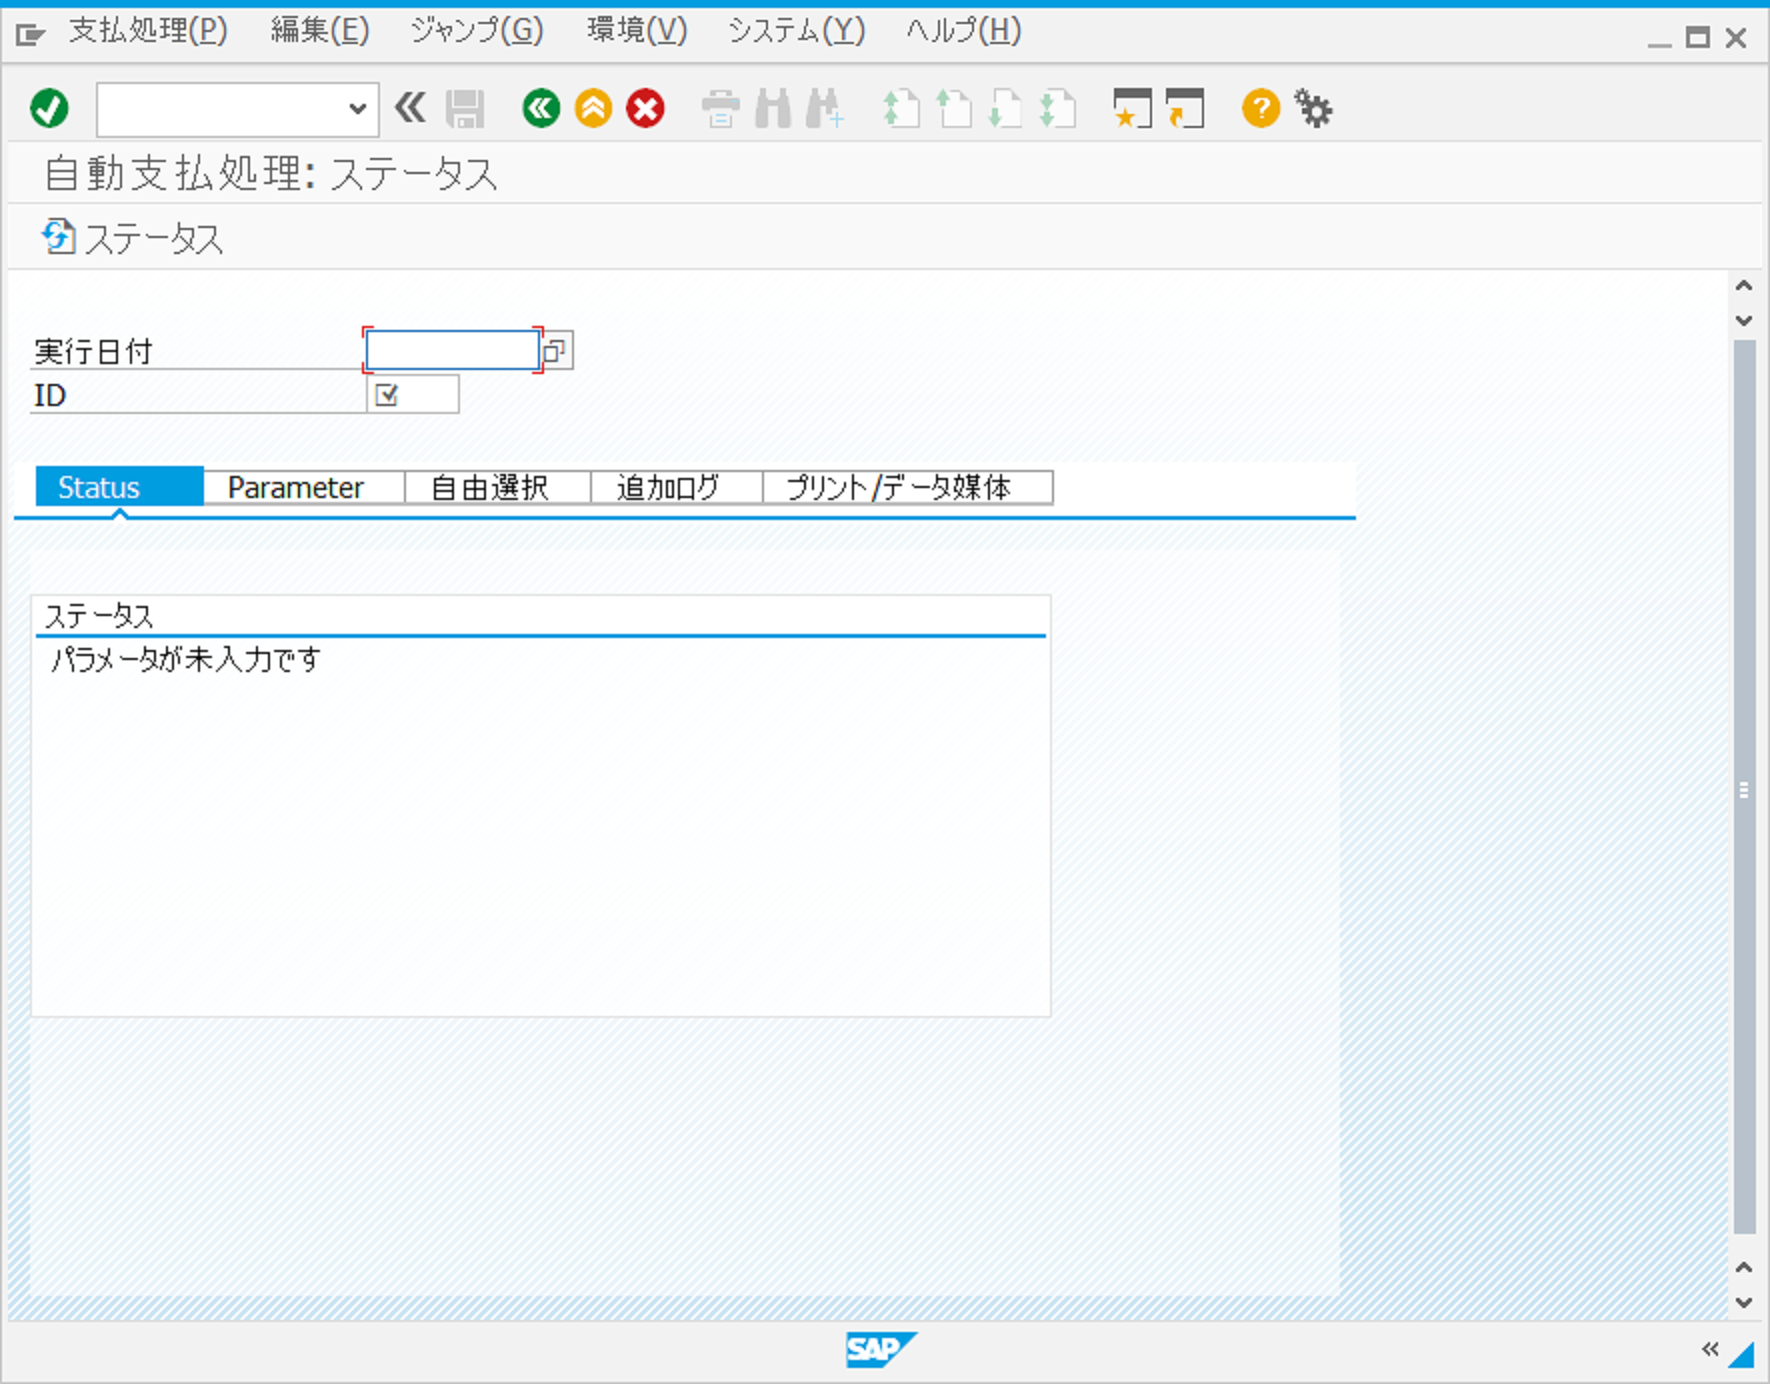 支払処理(P) 編集(E) ジャンプ(G) 環境(V) システム(Y) ヘルプ(H)
自動支払処理: ステータス
ステータス
実行日付
ID
Status Parameter 自由選択 追加ログ プリント/データ媒体
ステータス
パラメータが未入力です
SAP